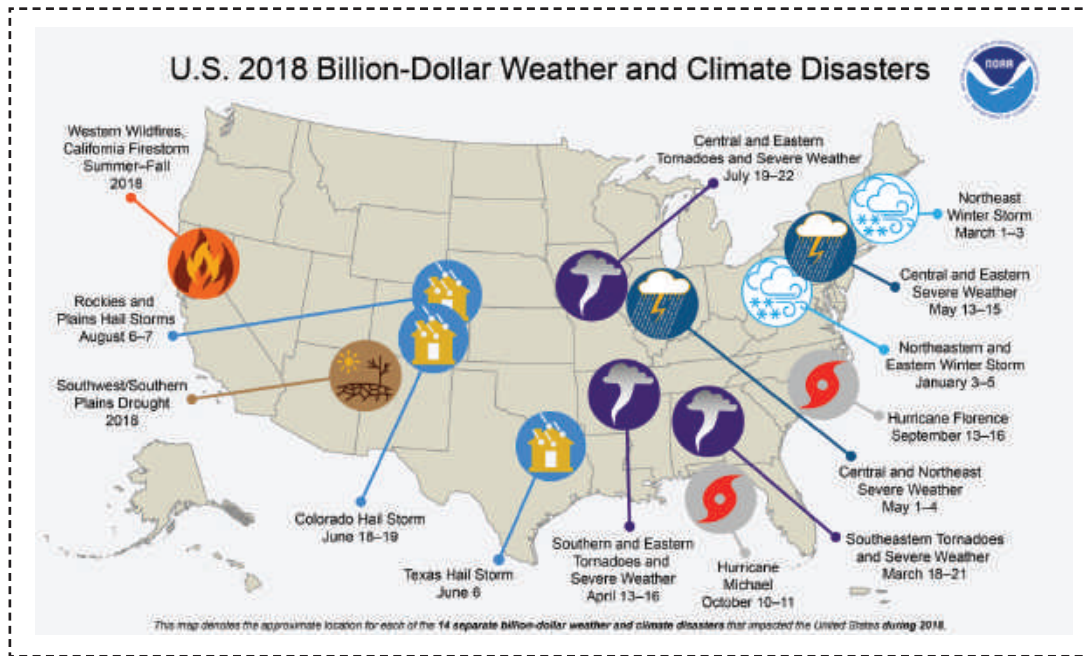 U.S. 2018 Billion-Dollar Weather and Climate Disasters
NOAA
Western Wildfires,
California Firestorm
Summer–Fall
2018
Central and Eastern
Tornadoes and Severe Weather
July 19–22
Northeast
Winter Storm
March 1–3
Central and Eastern
Severe Weather
May 13–15
Rockies and
Plains Hail Storms
August 6–7
Northeastern and
Eastern Winter Storm
January 3–5
Southwest/Southern
Plains Drought
2018
Hurricane Florence
September 13–16
Central and Northeast
Severe Weather
May 1–4
Colorado Hail Storm
June 18–19
Texas Hail Storm
June 6
Southern and Eastern
Tornadoes and
Severe Weather
April 13–16
Hurricane
Michael
October 10–11
Southeastern Tornadoes
and Severe Weather
March 18–21
This map denotes the approximate location for each of the 14 separate billion-dollar weather and climate disasters that impacted the United States during 2018.